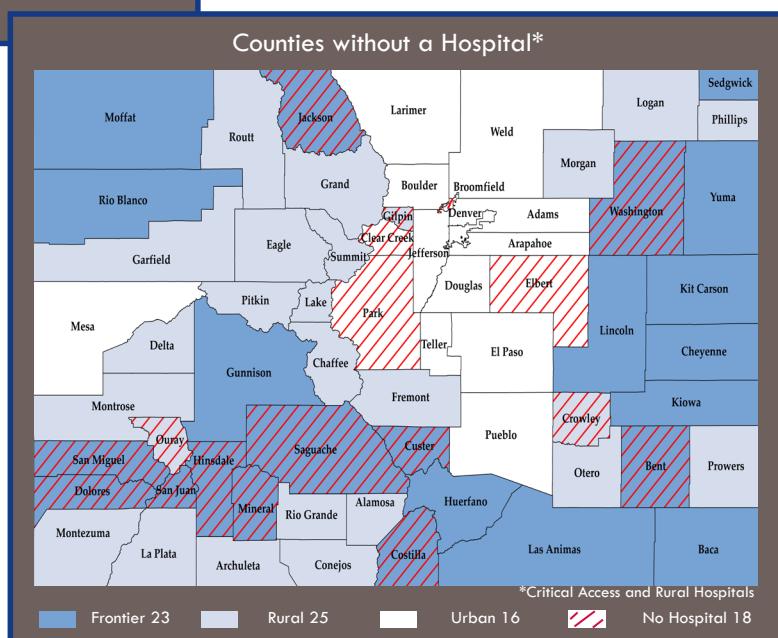 Counties without a Hospital*
Sedgwick
Moffat
Larimer
Logan
Jackson
Phillips
Weld
Routt
Morgan
Grand
Boulder
Broomfield
Rio Blanco
Washington
Yuma
Gilpin
Denver
Adams
Clear Creek
Eagle
Arapahoe
Jefferson
Summit
Garfield
Elbert
Douglas
Kit Carson
Pitkin
Lake
Park
Mesa
Lincoln
Teller
El Paso
Cheyenne
Delta
Chaffee
Gunnison
Fremont
Montrose
Kiowa
Crowley
Pueblo
Ouray
Custer
Saguache
San Miguel
Hinsdale
Bent
Prowers
Otero
Dolores
San Juan
Mineral
Huerfano
Alamosa
Rio Grande
Montezuma
Costilla
La Plata
Las Animas
Baca
Archuleta
Conejos
*Critical Access and Rural Hospitals
Frontier 23
Rural 25
Urban 16
No Hospital 18